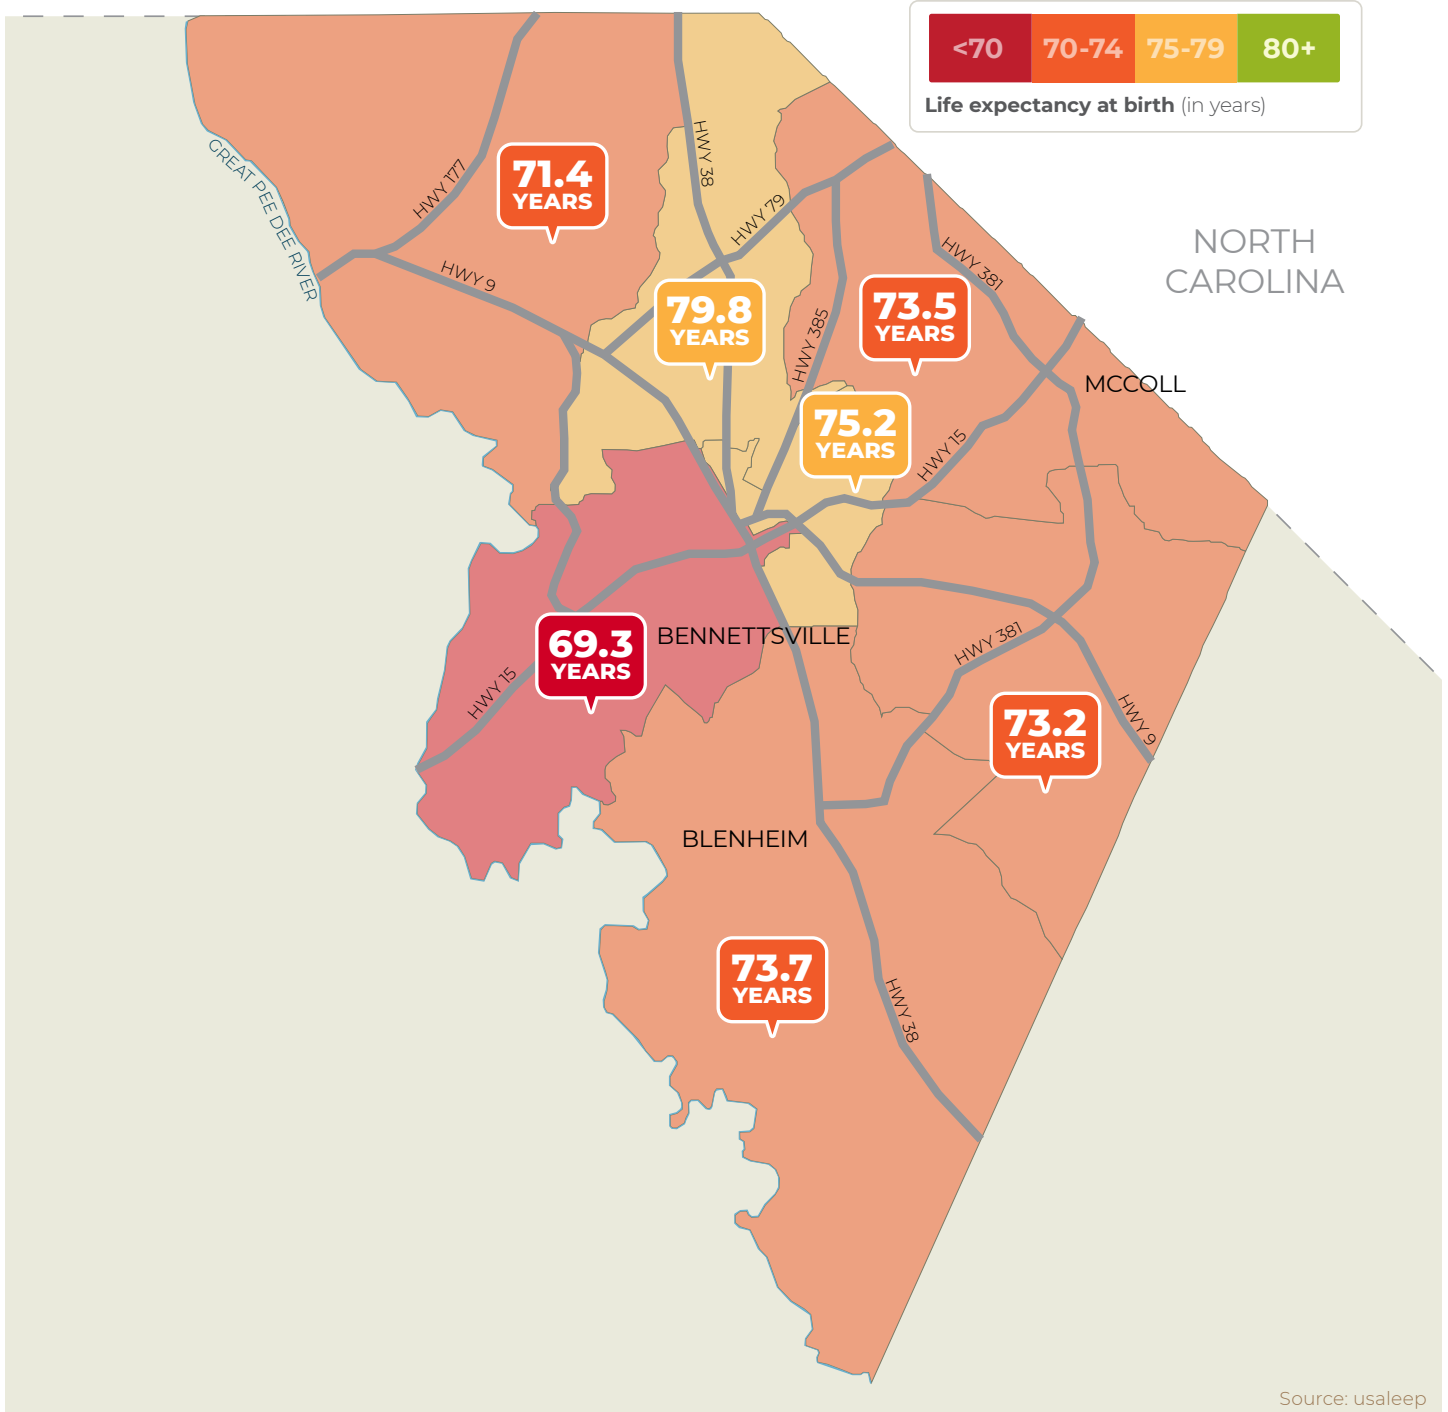 <70
70-74
75-79
80+
Life expectancy at birth (in years)
GREAT PEE DEE RIVER
HWY 177
71.4
YEARS
HWY 38
HWY 79
NORTH
CAROLINA
HWY 9
HWY 381
79.8
YEARS
HWY 385
73.5
YEARS
MCCOLL
75.2
YEARS
HWY 15
69.3
YEARS
BENNETTSVILLE
HWY 381
HWY 15
73.2
YEARS
HWY 9
BLENHEIM
73.7
YEARS
HWY 38
Source: usaleep